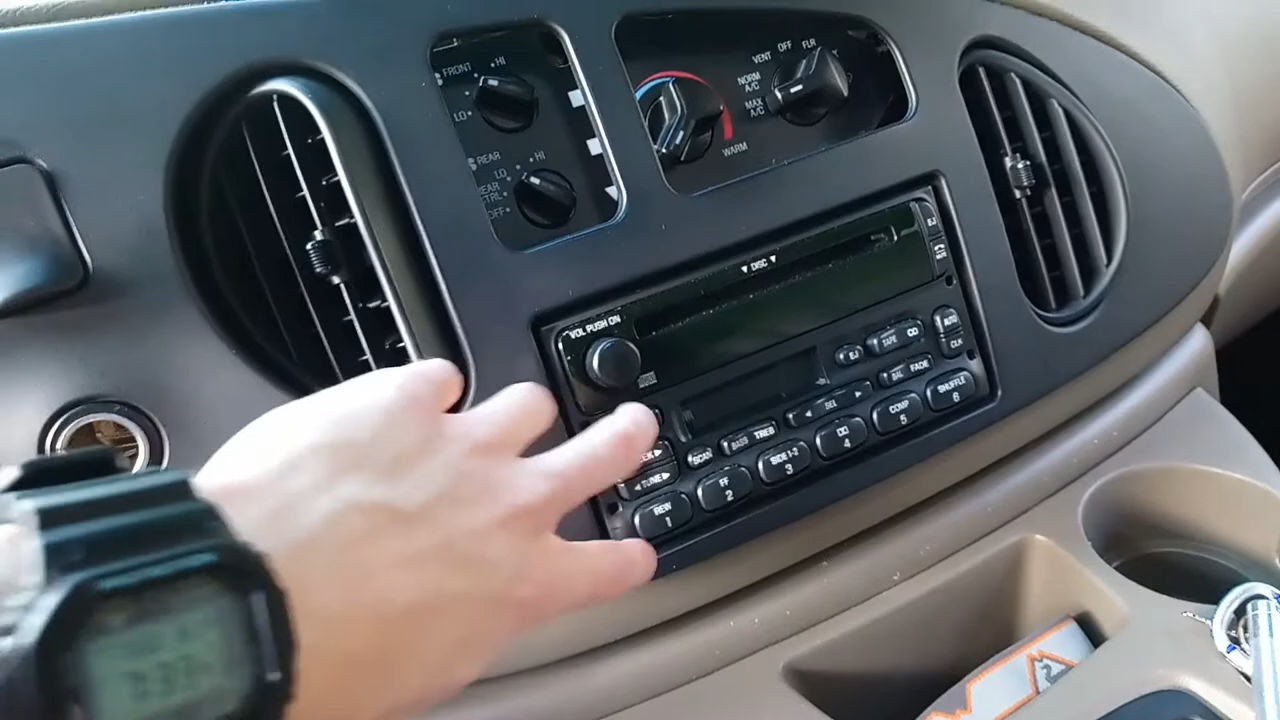 FRONT
HI
LO
REAR
HI
LO
OFF
WARM
VENT
OFF
FLR
NORM
A/C
MAX
A/C
VOL PUSH ON
▼ DISC ▼
EJ
MUTE
EJ
TAPE CD
AUTO
CLK
◀ SEL ▶
BAL FADE
SCAN
BASS TREB
◀ TUNE ▶
REW
1
FF
2
SIDE 1-2
3
4
COMP
5
SHUFFLE
6